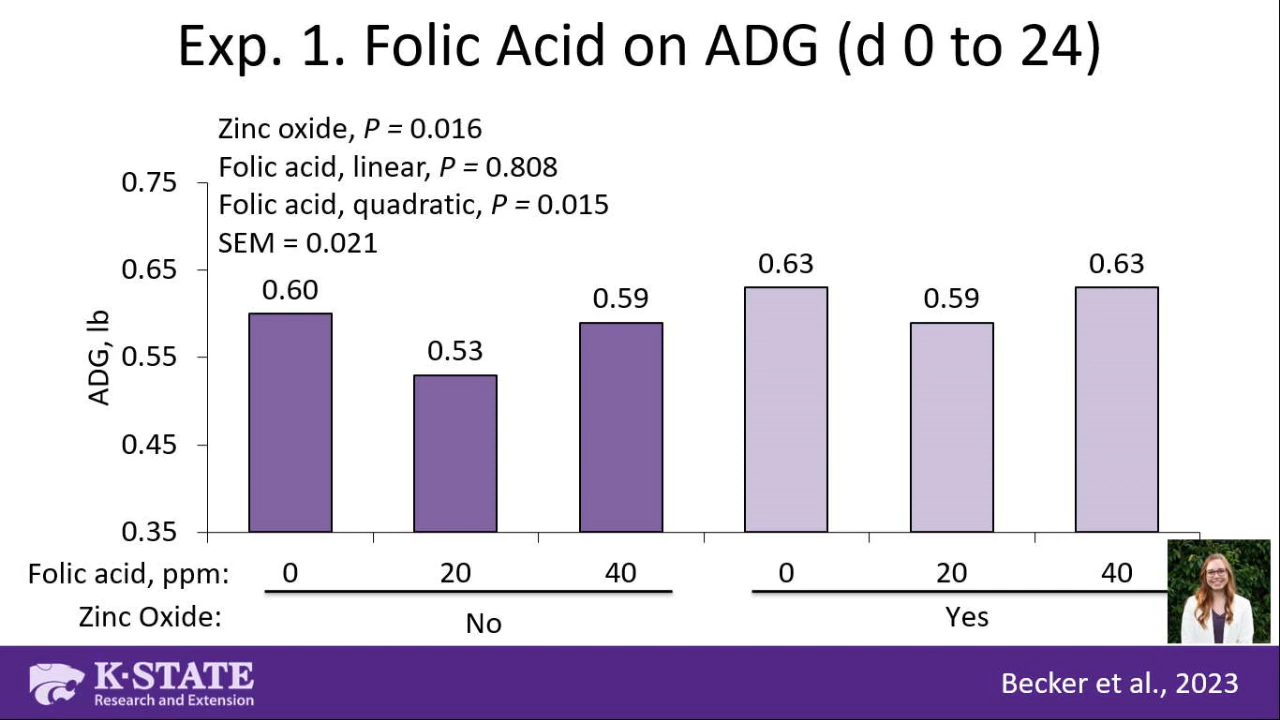 Exp. 1. Folic Acid on ADG (d 0 to 24)
Zinc oxide, P = 0.016
Folic acid, linear, P = 0.808
Folic acid, quadratic, P = 0.015
SEM = 0.021
0.75
0.65
0.55
0.45
0.35
ADG, lb
0.60
0.53
0.59
0.63
0.59
0.63
Folic acid, ppm: 0 20 40 0 20 40
Zinc Oxide: No Yes
K-STATE
Research and Extension
Becker et al., 2023